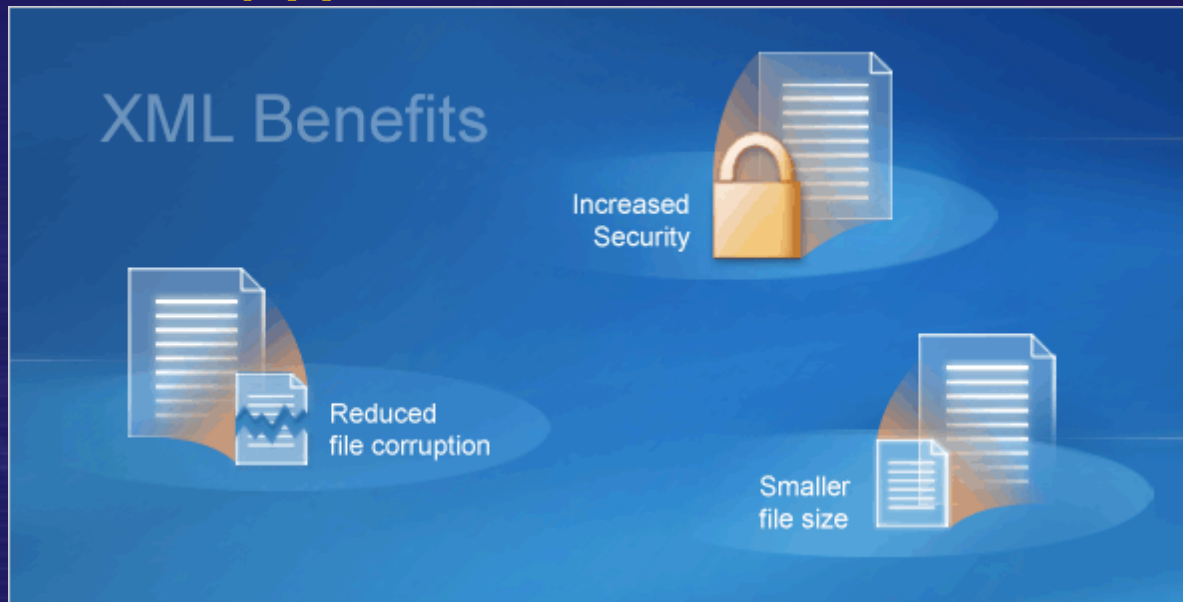 XML Benefits
Increased
Security
Reduced
file corruption
Smaller
file size